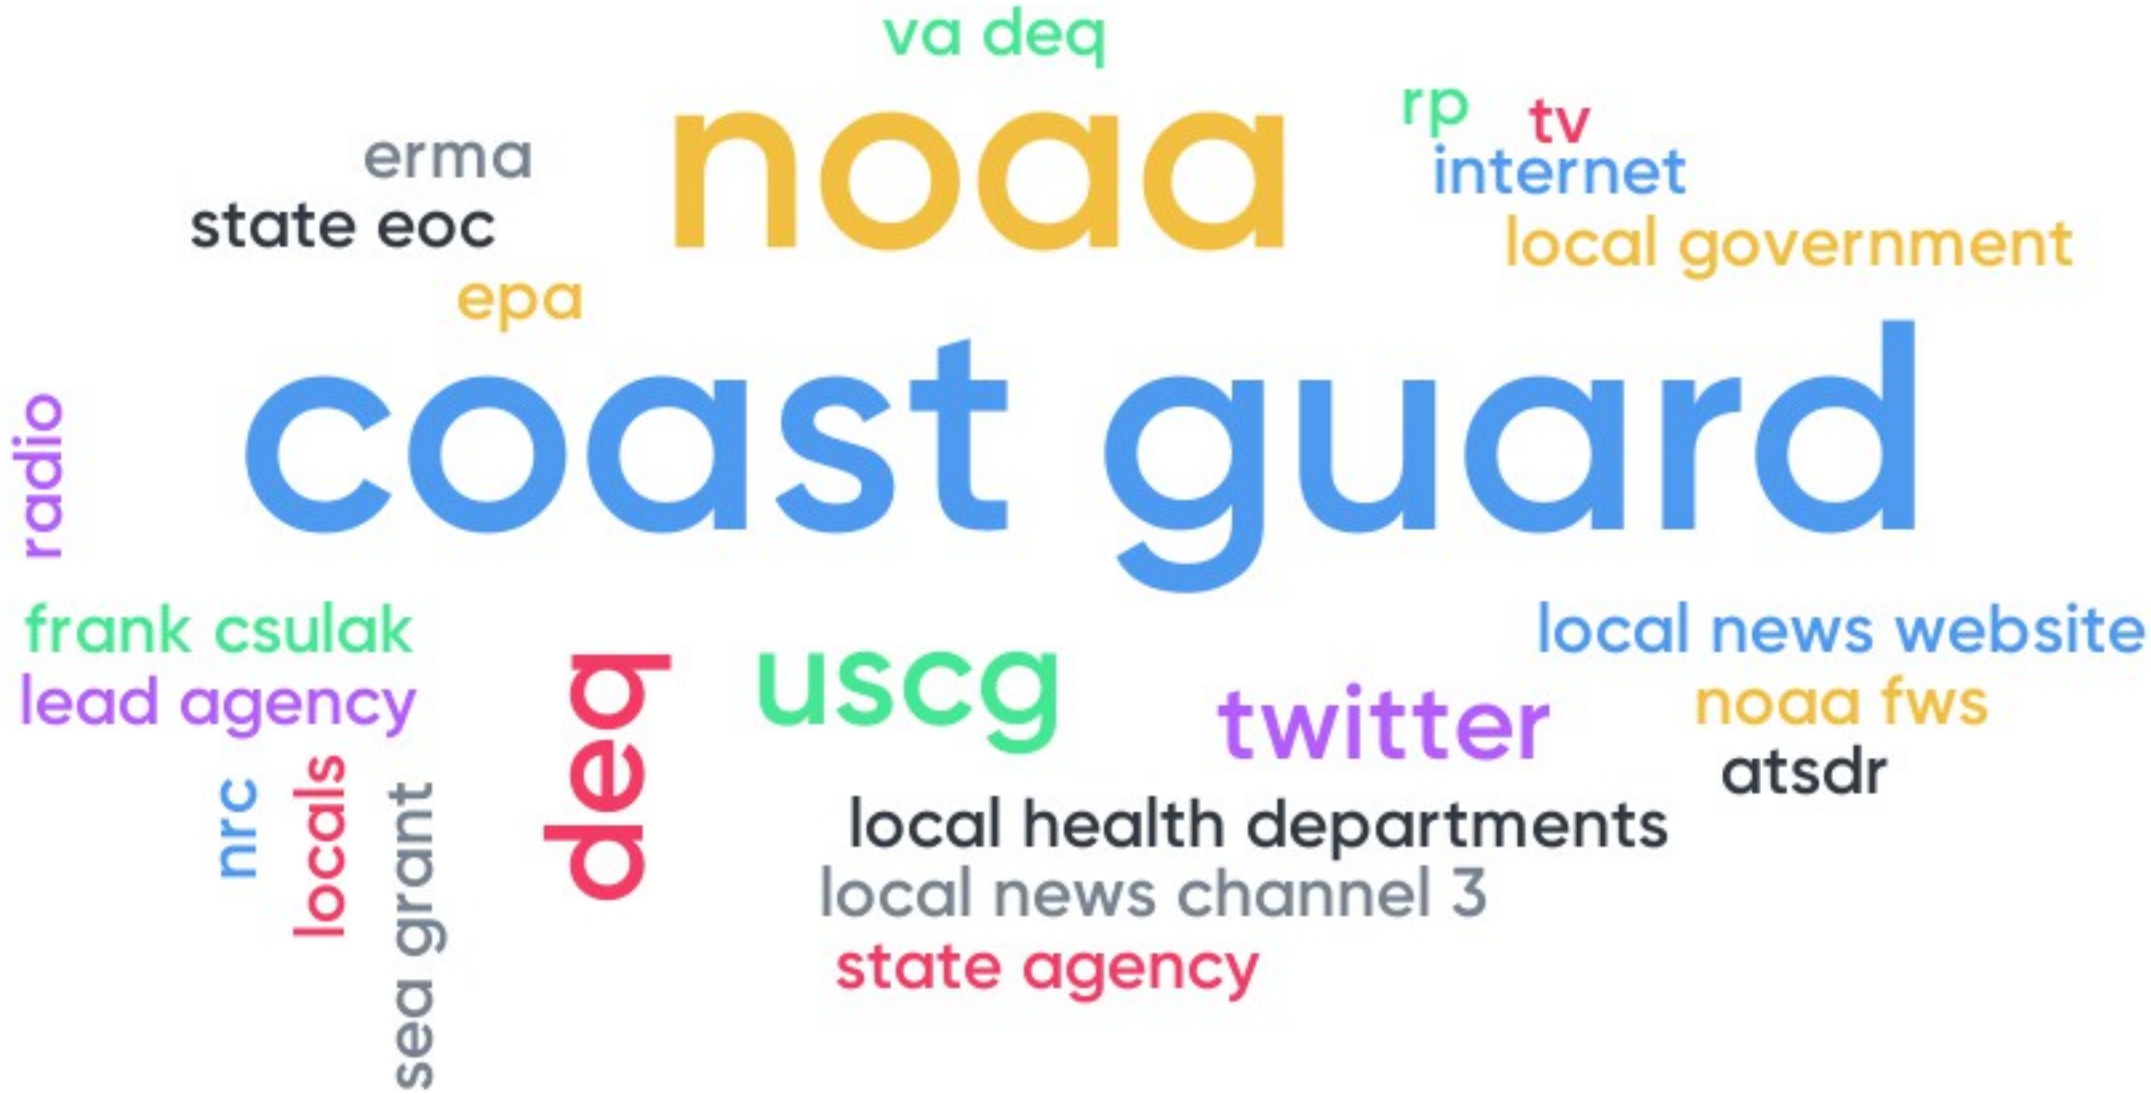 va deq
noaa
rp
tv
erma
internet
state eoc
local government
epa
coast guard
radio
frank csulak
local news website
lead agency
deq
uscg
twitter
noaa fws
nrc
locals
sea grant
atsdr
local health departments
local news channel 3
state agency